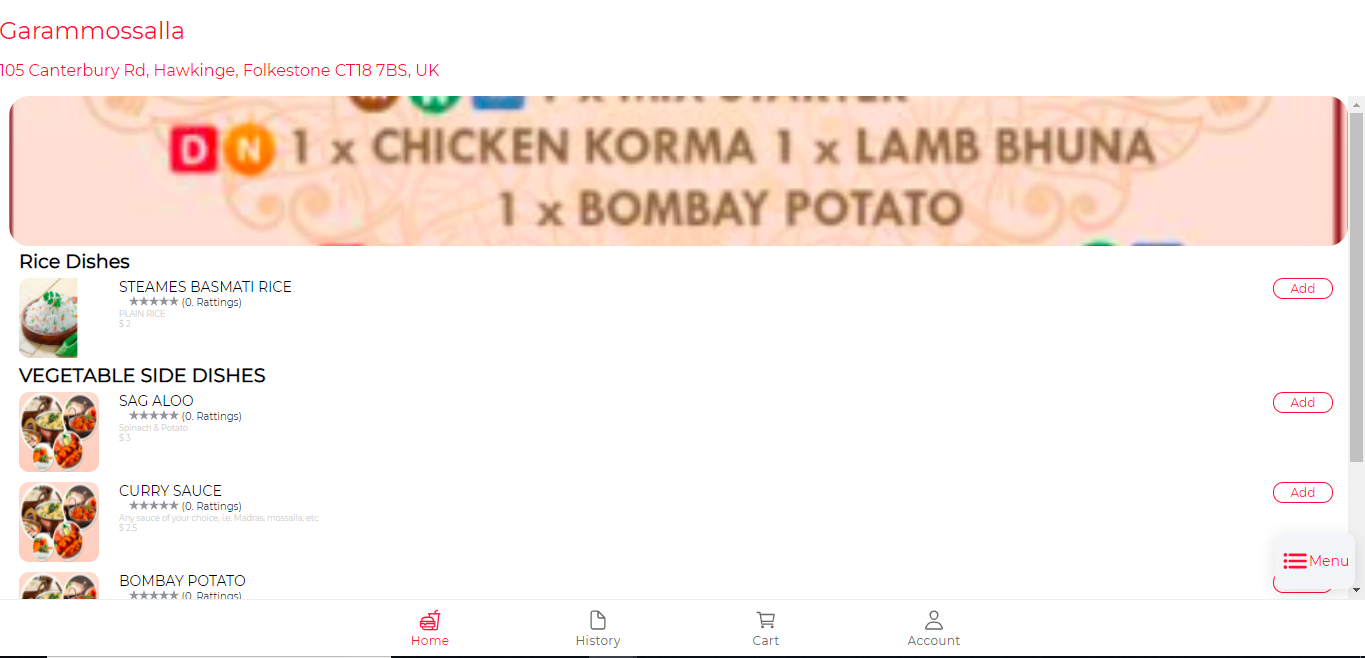 Garammossalla
105 Canterbury Rd, Hawkinge, Folkestone CT18 7BS, UK
1 x MIX STARTER
D N 1 x CHICKEN KORMA 1 x LAMB BHUNA
1 x BOMBAY POTATO
Rice Dishes
STEAMES BASMATI RICE
★★★★★ (0. Rattings)
PLAIN RICE
$ 2
Add
VEGETABLE SIDE DISHES
SAG ALOO
★★★★★ (0. Rattings)
Spinach & Potato
$ 3
Add
CURRY SAUCE
★★★★★ (0. Rattings)
Any sauce of your choice, i.e. Madras, mossalla, etc
$ 2.5
Add
BOMBAY POTATO
★★★★★ (0. Rattings)
Menu
Home
History
Cart
Account